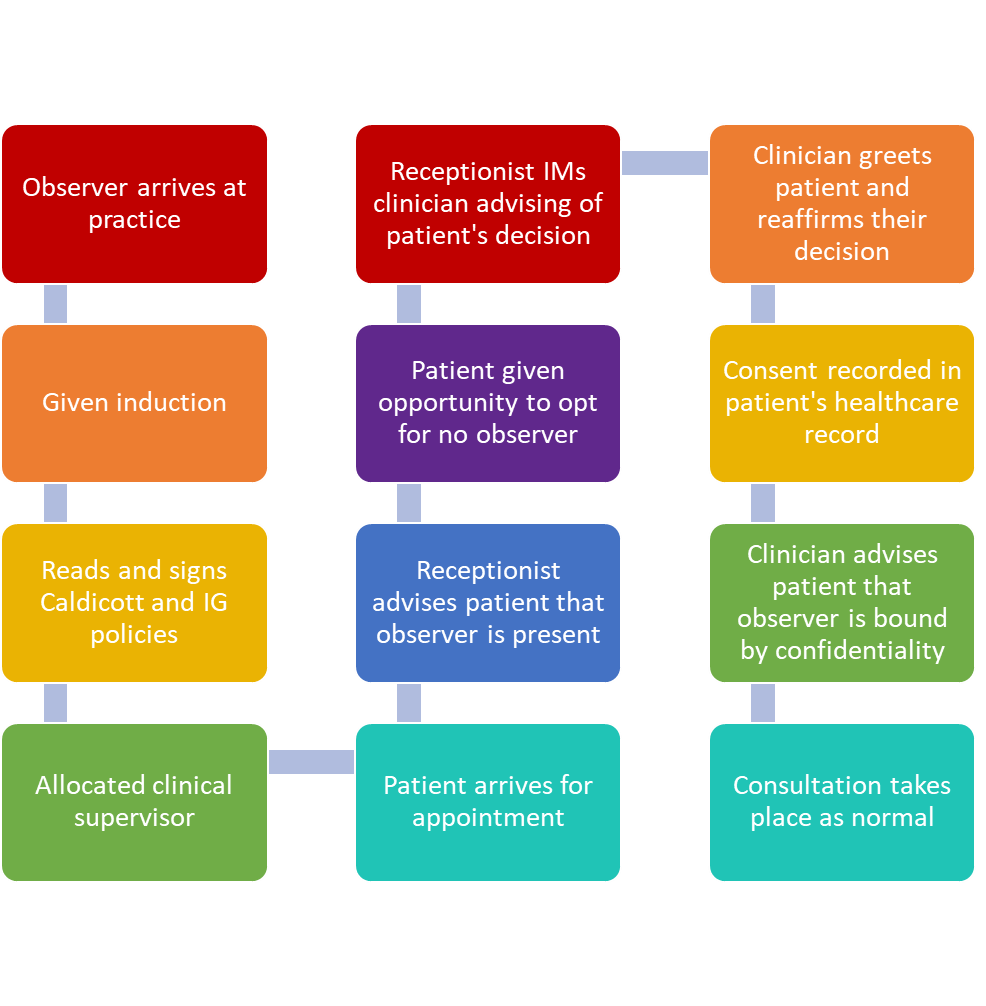 Observer arrives at
practice
Given induction
Reads and signs
Caldicott and IG
policies
Allocated clinical
supervisor
Patient arrives for
appointment
Receptionist
advises patient that
observer is present
Patient given
opportunity to opt
for no observer
Receptionist IMs
clinician advising of
patient's decision
Clinician greets
patient and
reaffirms their
decision
Consent recorded in
patient's healthcare
record
Clinician advises
patient that
observer is bound
by confidentiality
Consultation takes
place as normal